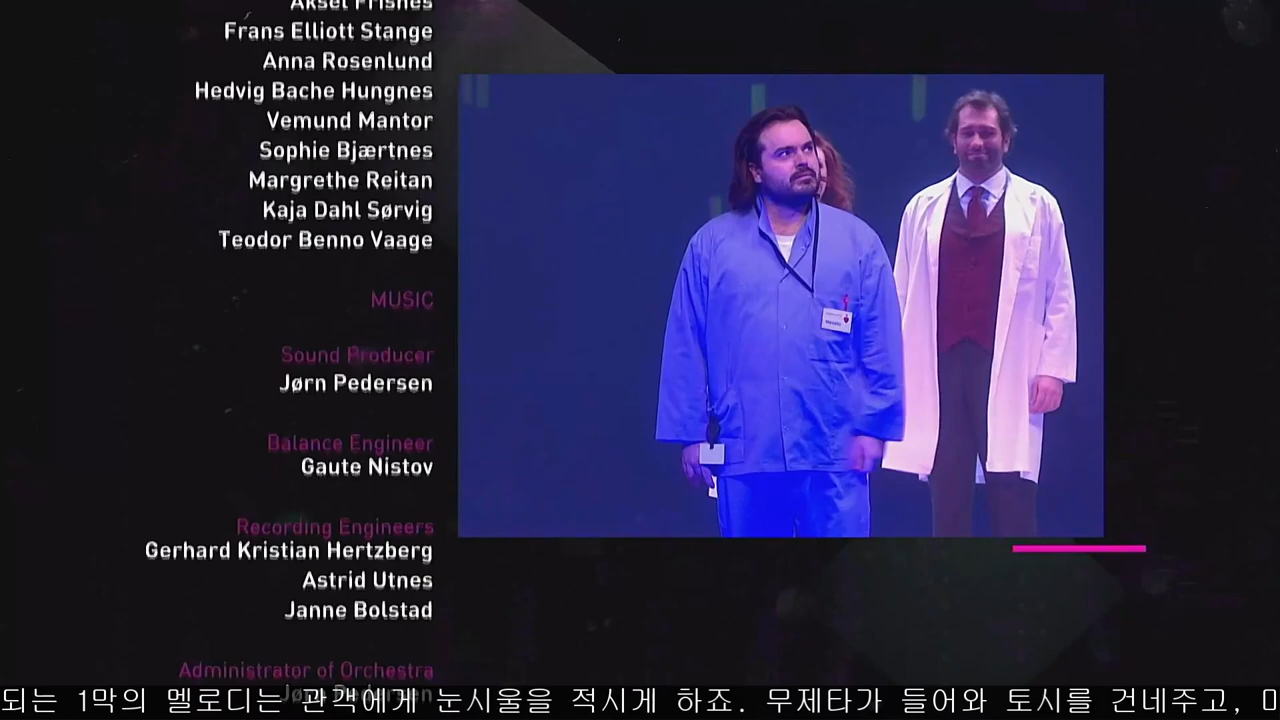 Aksel Frisnes
Frans Elliott Stange
Anna Rosenlund
Hedvig Bache Hungnes
Vemund Mantor
Sophie Bjærtnes
Margrethe Reitan
Kaja Dahl Sørvig
Teodor Benno Vaage
MUSIC
Sound Producer
Jørn Pedersen
Balance Engineer
Gaute Nistov
Recording Engineers
Gerhard Kristian Hertzberg
Astrid Utnes
Janne Bolstad
Administrator of Orchestra
Jørn Pedersen
되는 1막의 멜로디는 관객에게 눈시울을 적시게 하죠. 무제타가 들어와 토시를 건네주고,